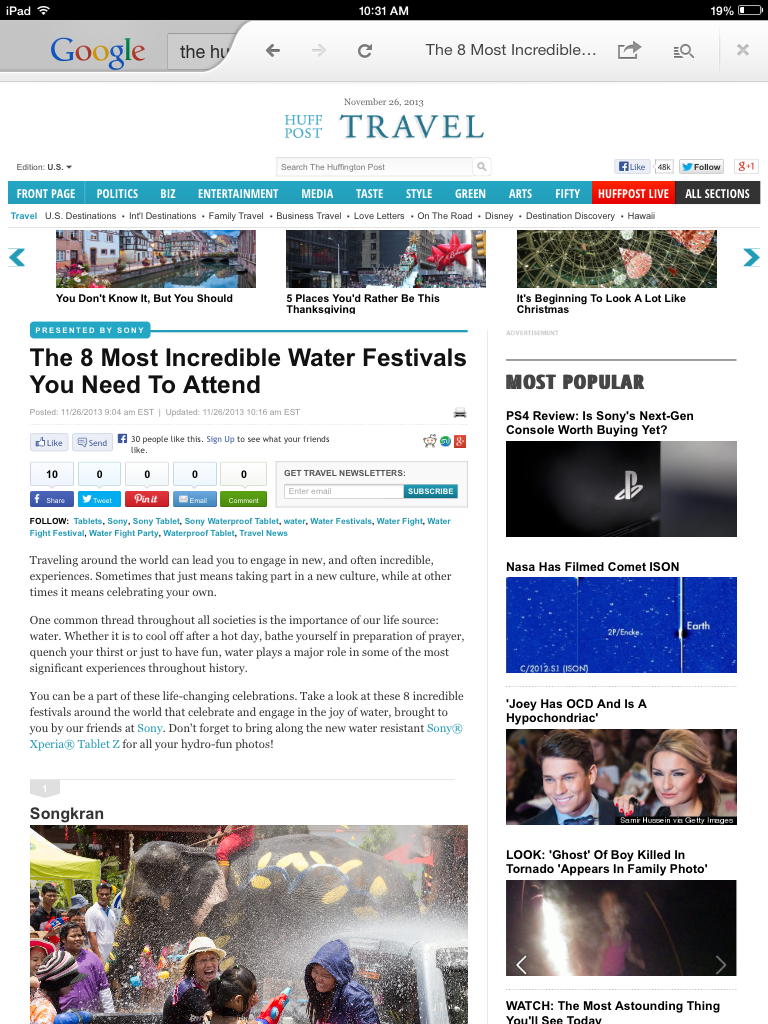 iPad 10:31 AM 19%
Google the hu The 8 Most Incredible...
November 26, 2013
HUFF POST TRAVEL
Edition: U.S. Search The Huffington Post Like 48k Follow +1
FRONT PAGE POLITICS BIZ ENTERTAINMENT MEDIA TASTE STYLE GREEN ARTS FIFTY HUFFPOST LIVE ALL SECTIONS
Travel U.S. Destinations • Int'l Destinations • Family Travel • Business Travel • Love Letters • On The Road • Disney • Destination Discovery • Hawaii
You Don't Know It, But You Should
5 Places You'd Rather Be This
Thanksgiving
It's Beginning To Look A Lot Like
Christmas
PRESENTED BY SONY
The 8 Most Incredible Water Festivals
You Need To Attend
Posted: 11/26/2013 9:04 am EST | Updated: 11/26/2013 10:16 am EST
Like Send 30 people like this. Sign Up to see what your friends
like.
10 0 0 0 0
Share Tweet Pin it Email Comment
GET TRAVEL NEWSLETTERS:
Enter email SUBSCRIBE
FOLLOW: Tablets, Sony, Sony Tablet, Sony Waterproof Tablet, water, Water Festivals, Water Fight, Water
Fight Festival, Water Fight Party, Waterproof Tablet, Travel News
Traveling around the world can lead you to engage in new, and often incredible,
experiences. Sometimes that just means taking part in a new culture, while at other
times it means celebrating your own.
One common thread throughout all societies is the importance of our life source:
water. Whether it is to cool off after a hot day, bathe yourself in preparation of prayer,
quench your thirst or just to have fun, water plays a major role in some of the most
significant experiences throughout history.
You can be a part of these life-changing celebrations. Take a look at these 8 incredible
festivals around the world that celebrate and engage in the joy of water, brought to
you by our friends at Sony. Don't forget to bring along the new water resistant Sony®
Xperia® Tablet Z for all your hydro-fun photos!
1
Songkran
ADVERTISEMENT
MOST POPULAR
PS4 Review: Is Sony's Next-Gen
Console Worth Buying Yet?
Nasa Has Filmed Comet ISON
2P/Encke
Earth
C/2012-S1 (ISON)
'Joey Has OCD And Is A
Hypochondriac'
Samir Hussein via Getty Images
LOOK: 'Ghost' Of Boy Killed In
Tornado 'Appears In Family Photo'
WATCH: The Most Astounding Thing
You'll See Today